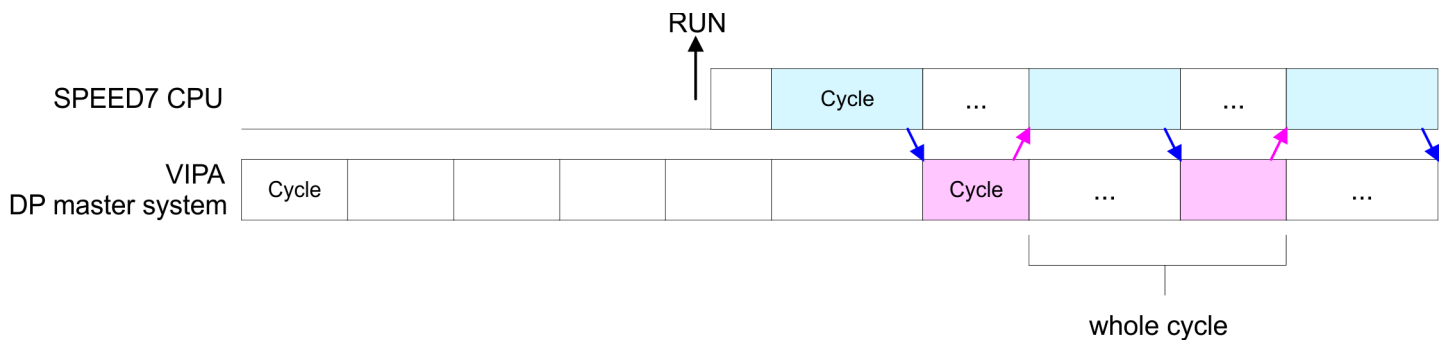 RUN
SPEED7 CPU
Cycle
...
...
VIPA
DP master system
Cycle
Cycle
...
...
whole cycle